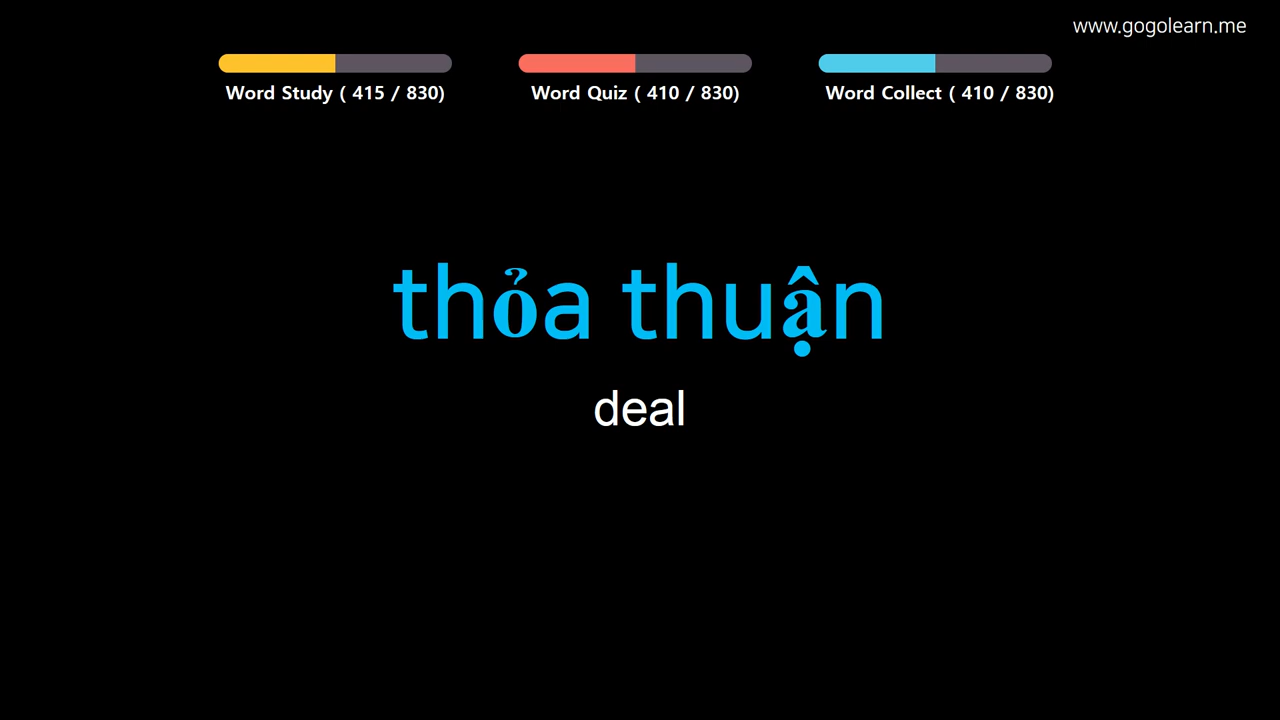 www.gogolearn.me
Word Study ( 415 / 830)
Word Quiz ( 410 / 830)
Word Collect ( 410 / 830)
thỏa thuận
deal